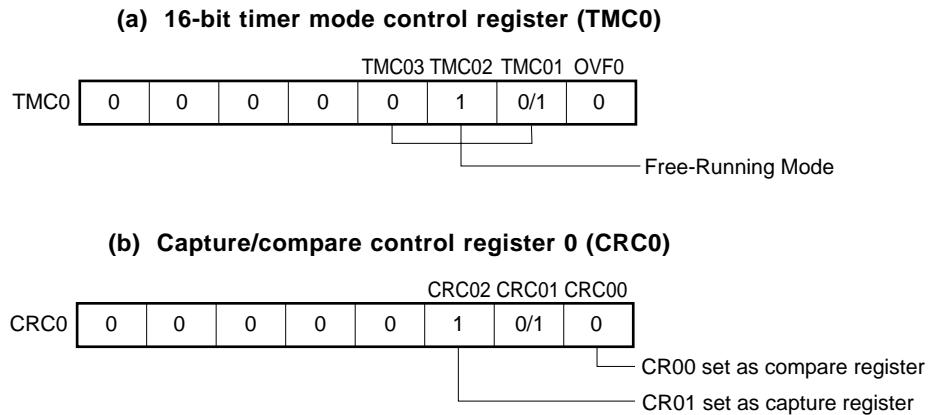 (a) 16-bit timer mode control register (TMC0)
TMC03 TMC02 TMC01 OVF0
TMC0 0 0 0 0 0 1 0/1 0
Free-Running Mode
(b) Capture/compare control register 0 (CRC0)
CRC02 CRC01 CRC00
CRC0 0 0 0 0 0 1 0/1 0
CR00 set as compare register
CR01 set as capture register